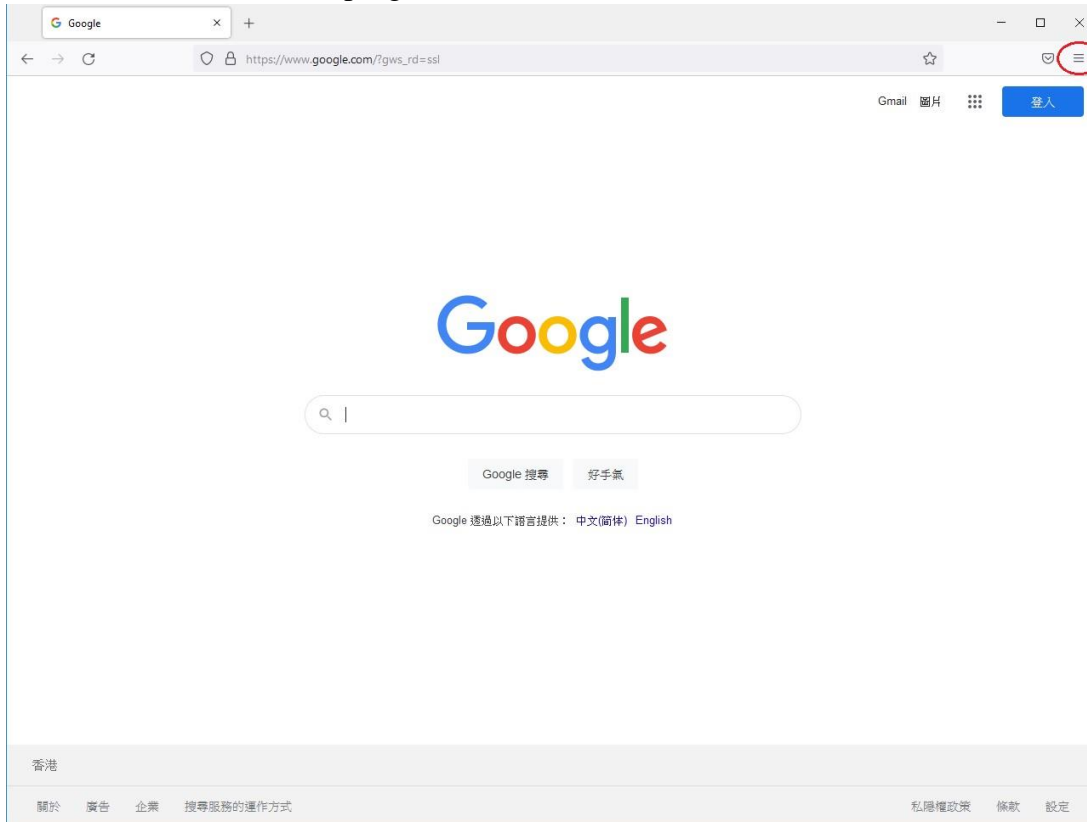 Google
https://www.google.com/?gws_rd=ssl
Gmail 圖片 登入
Google
Google 搜尋 好手氣
Google 透過以下語言提供： 中文(简体) English
香港
關於 廣告 企業 搜尋服務的運作方式 私隱權政策 條款 設定